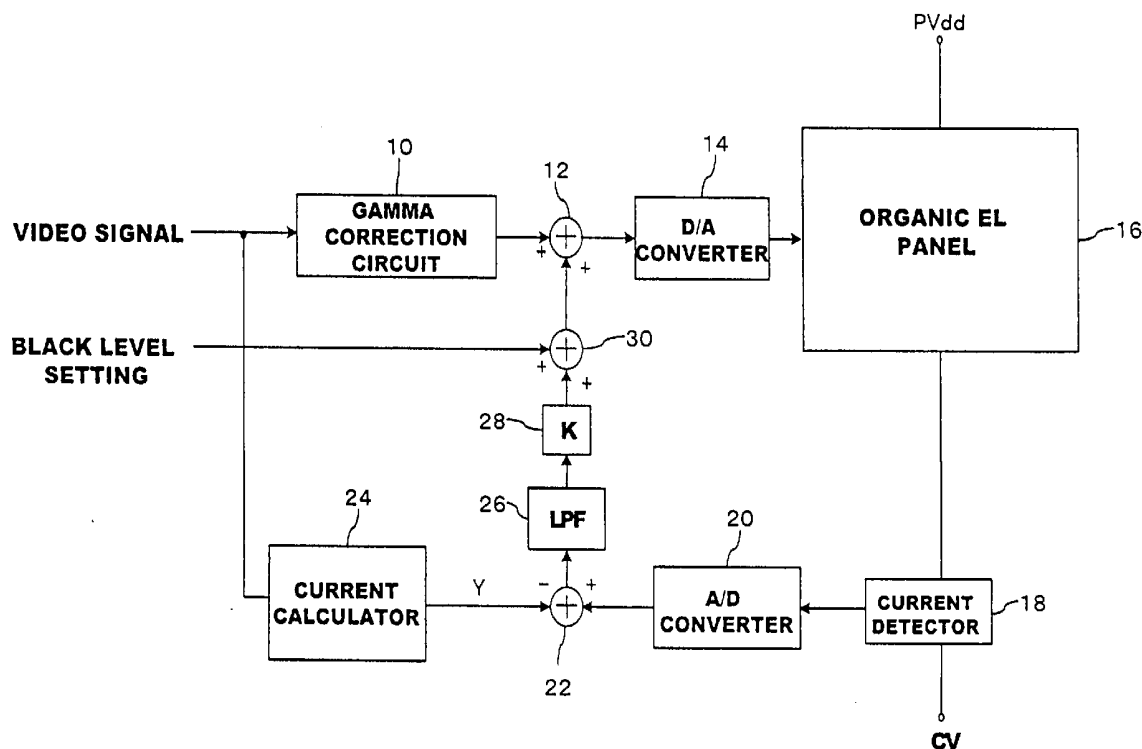 PVdd
10
12
14
VIDEO SIGNAL
GAMMA
CORRECTION
CIRCUIT
+
+
+
D/A
CONVERTER
ORGANIC EL
PANEL
16
BLACK LEVEL
SETTING
+
+
+
30
28
K
26
LPF
24
20
CURRENT
CALCULATOR
Y
-
+
+
22
A/D
CONVERTER
CURRENT
DETECTOR
18
CV